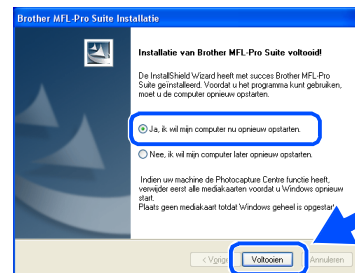 Brother MFL-Pro Suite Installatie
Installatie van Brother MFL-Pro Suite voltooid!
De InstallShield Wizard heeft met succes Brother MFL-Pro
Suite geïnstalleerd. Voordat u het programma kunt gebruiken,
moet u de computer opnieuw opstarten.
Ja, ik wil mijn computer nu opnieuw opstarten.
Nee, ik wil mijn computer later opnieuw opstarten.
Indien uw machine de Photocapture Centre functie heeft,
verwijder eerst alle mediakaarten voordat u Windows opnieuw
start.
Plaats geen mediakaart totdat Windows geheel is opgestart
< Vorige Voltooien Annuleren